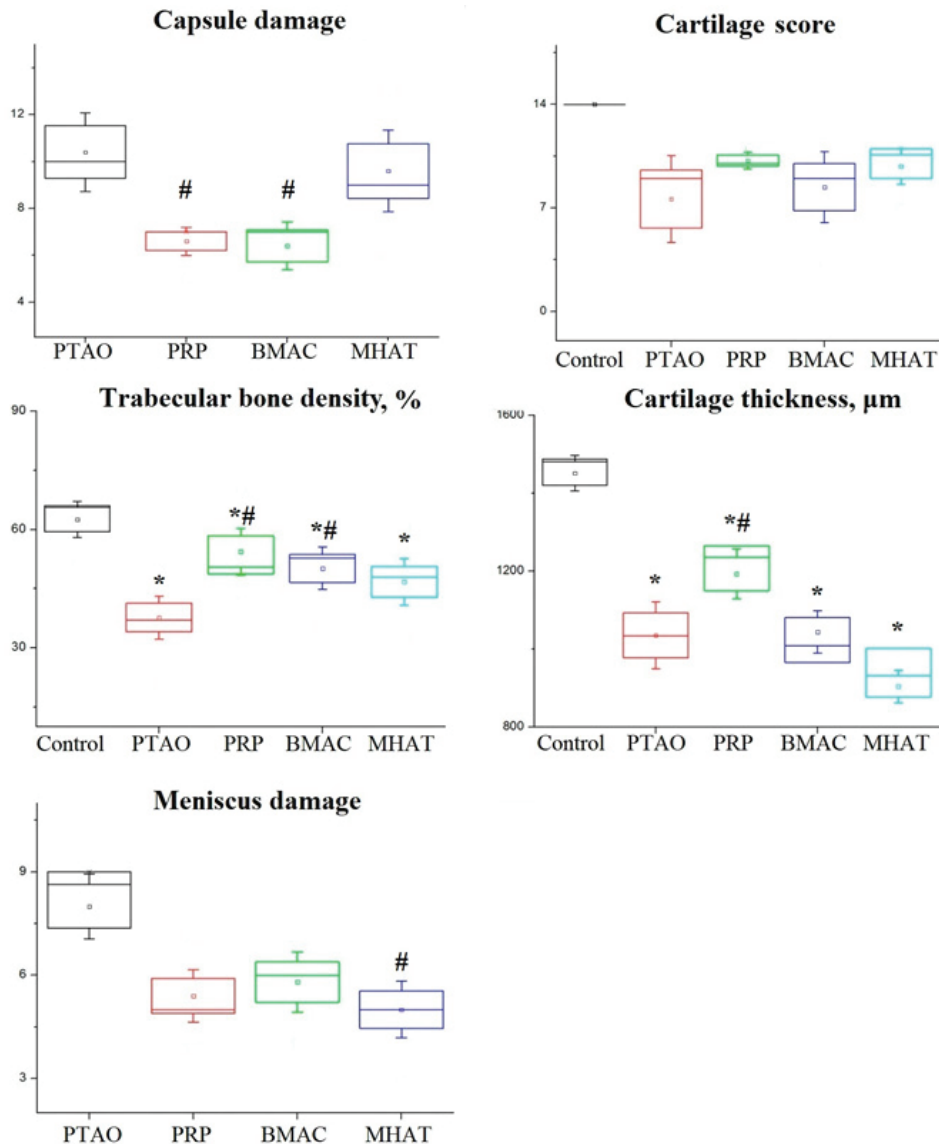 Capsule damage
12
8
4
# #
PTAO PRP BMAC MHAT
Cartilage score
14
7
0
Control PTAO PRP BMAC MHAT
Trabecular bone density, %
90
60
30
* *# *# *
Control PTAO PRP BMAC MHAT
Cartilage thickness, µm
1600
1200
800
* *# * *
Control PTAO PRP BMAC MHAT
Meniscus damage
9
6
3
#
PTAO PRP BMAC MHAT